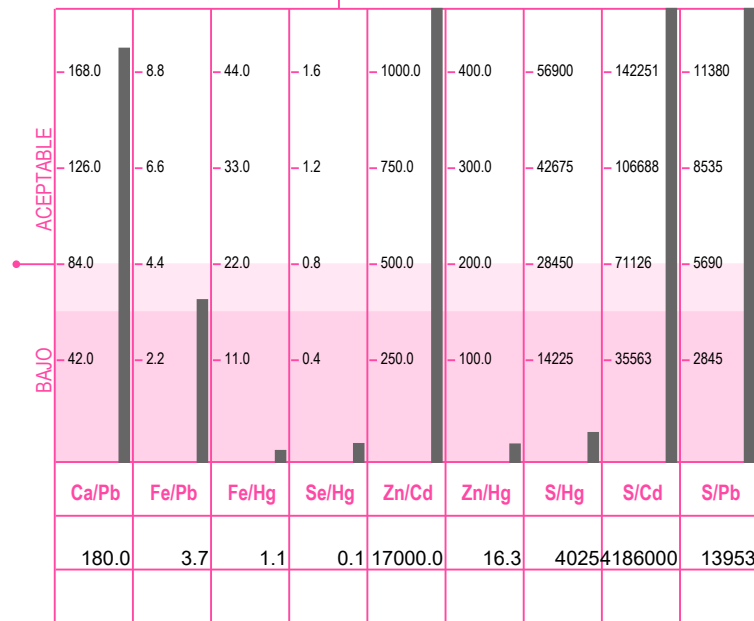 168.0 8.8 44.0 1.6 1000.0 400.0 56900 142251 11380
ACEPTABLE
126.0 6.6 33.0 1.2 750.0 300.0 42675 106688 8535
84.0 4.4 22.0 0.8 500.0 200.0 28450 71126 5690
BAJO
42.0 2.2 11.0 0.4 250.0 100.0 14225 35563 2845
Ca/Pb Fe/Pb Fe/Hg Se/Hg Zn/Cd Zn/Hg S/Hg S/Cd S/Pb
180.0 3.7 1.1 0.1 17000.0 16.3 4025 4186000 13953